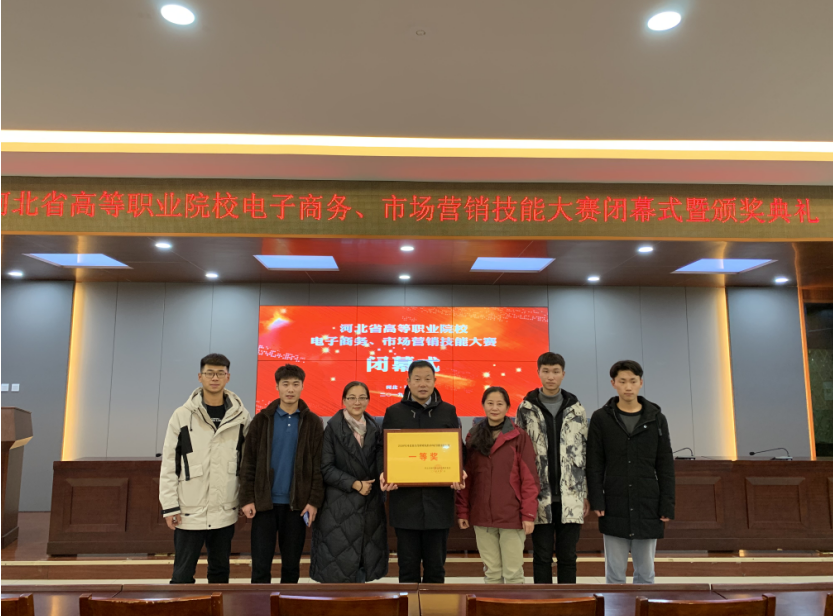 河北省高等职业院校电子商务、市场营销技能大赛闭幕式暨颁奖典礼
河北省高等职业院校
电子商务、市场营销技能大赛
闭幕式
一等奖